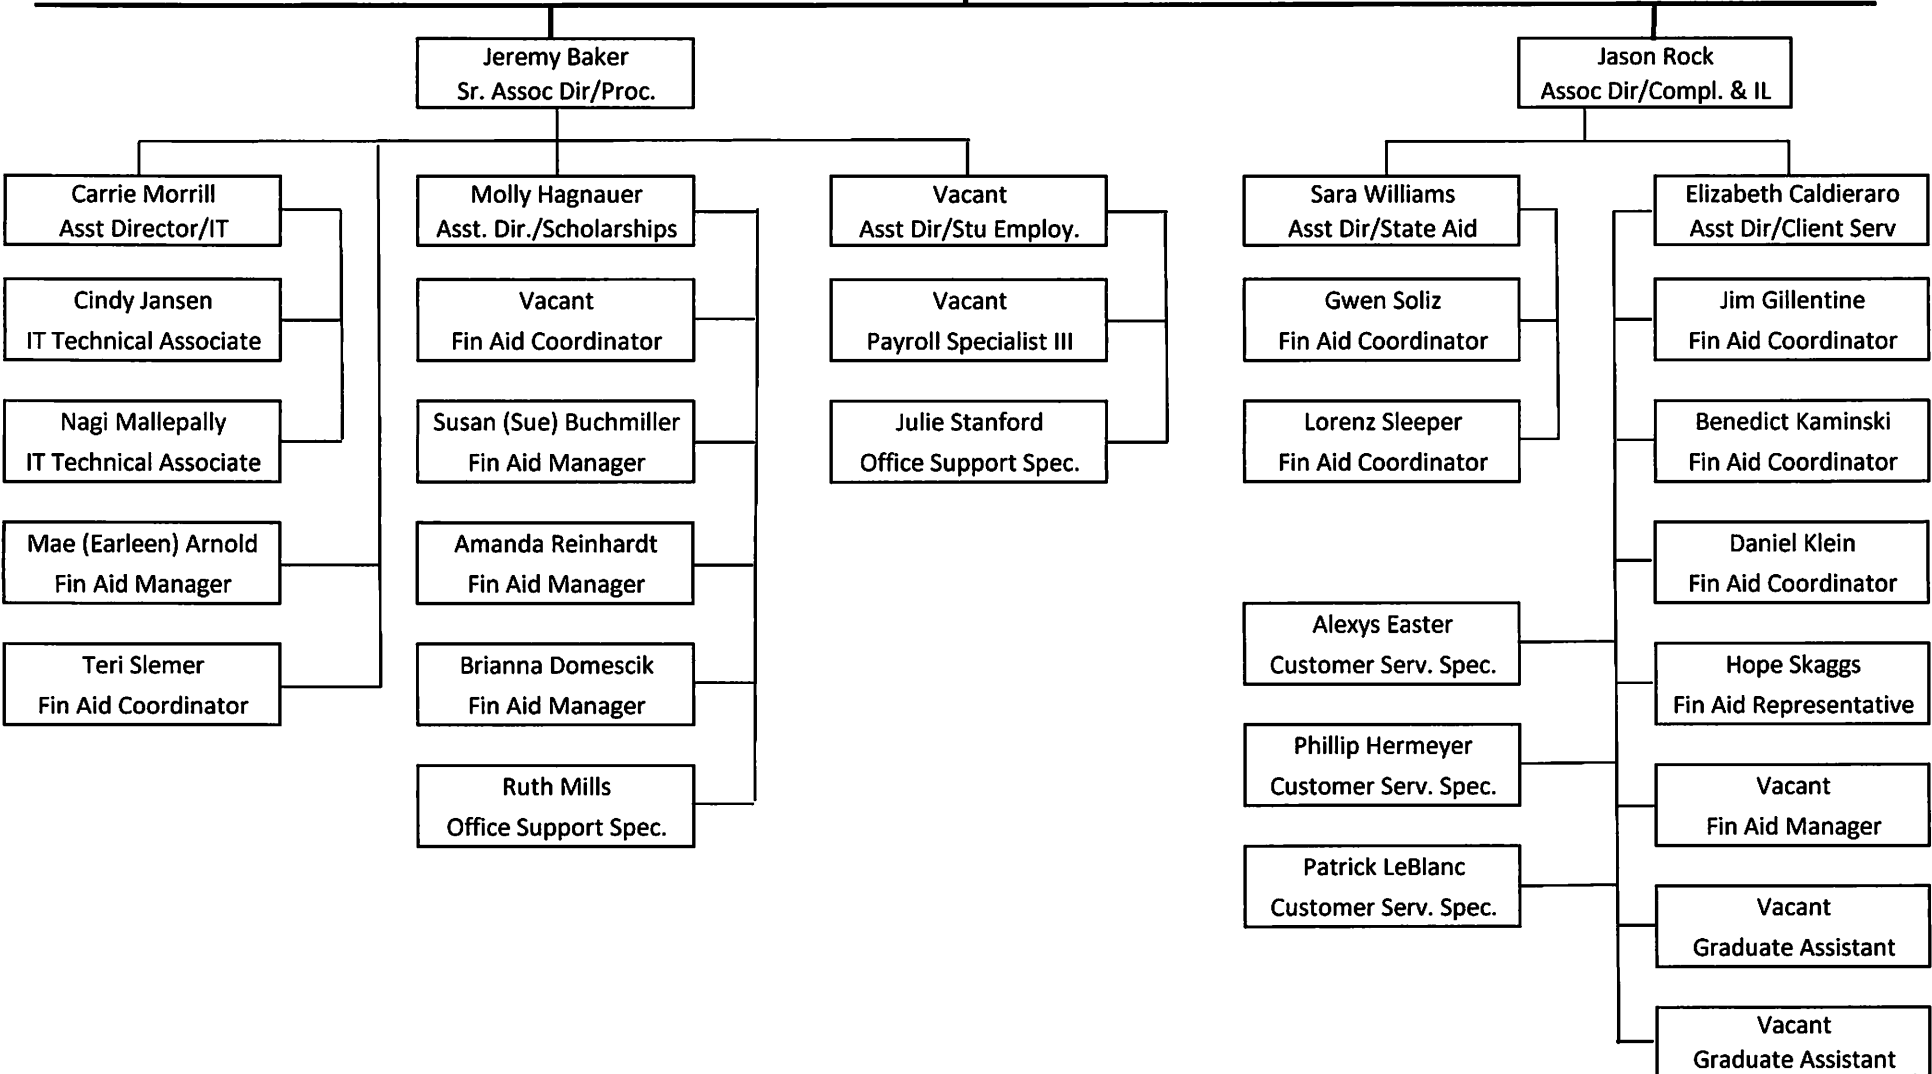 Jeremy Baker
Sr. Assoc Dir/Proc.
Jason Rock
Assoc Dir/Compl. & IL
Carrie Morrill
Asst Director/IT
Cindy Jansen
IT Technical Associate
Nagi Mallepally
IT Technical Associate
Mae (Earleen) Arnold
Fin Aid Manager
Teri Slemer
Fin Aid Coordinator
Molly Hagnauer
Asst. Dir./Scholarships
Vacant
Fin Aid Coordinator
Susan (Sue) Buchmiller
Fin Aid Manager
Amanda Reinhardt
Fin Aid Manager
Brianna Domescik
Fin Aid Manager
Ruth Mills
Office Support Spec.
Vacant
Asst Dir/Stu Employ.
Vacant
Payroll Specialist III
Julie Stanford
Office Support Spec.
Sara Williams
Asst Dir/State Aid
Gwen Soliz
Fin Aid Coordinator
Lorenz Sleeper
Fin Aid Coordinator
Alexys Easter
Customer Serv. Spec.
Phillip Hermeyer
Customer Serv. Spec.
Patrick LeBlanc
Customer Serv. Spec.
Elizabeth Caldieraro
Asst Dir/Client Serv
Jim Gillentine
Fin Aid Coordinator
Benedict Kaminski
Fin Aid Coordinator
Daniel Klein
Fin Aid Coordinator
Hope Skaggs
Fin Aid Representative
Vacant
Fin Aid Manager
Vacant
Graduate Assistant
Vacant
Graduate Assistant